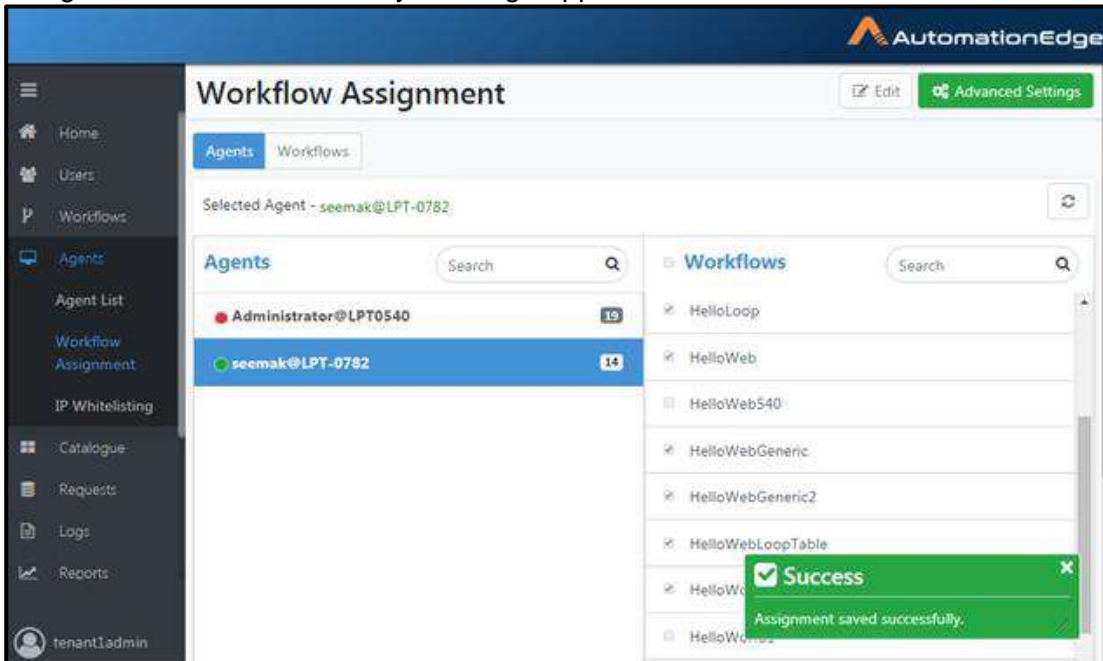 AutomationEdge
Workflow Assignment
Edit
Advanced Settings
Home
Users
Workflows
Agents
Agent List
Workflow
Assignment
IP Whitelisting
Catalogue
Requests
Logs
Reports
tenant1admin
Agents Workflows
Selected Agent - seemak@LPT-0782
Agents
Search
Administrator@LPT0540 19
seemak@LPT-0782 14
Workflows
Search
HelloLoop
HelloWeb
HelloWeb540
HelloWebGeneric
HelloWebGeneric2
HelloWebLoopTable
Success
Assignment saved successfully.